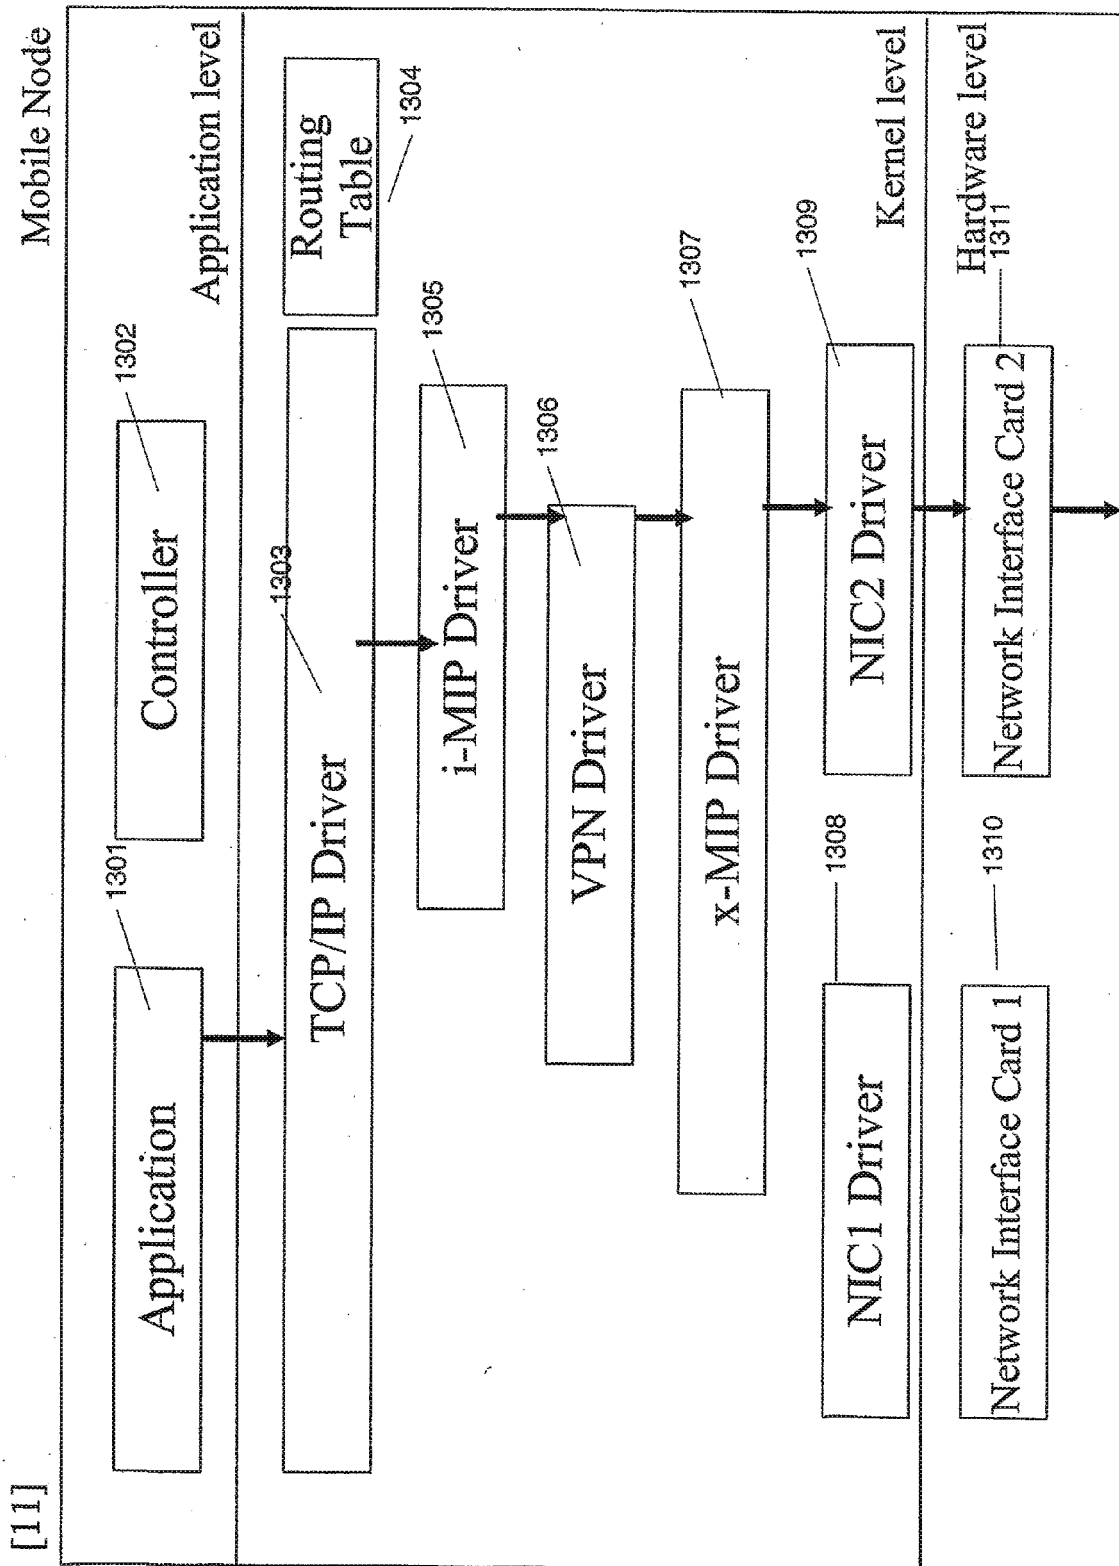 [11]
Mobile Node
Application
1301
Controller
1302
Application level
TCP/IP Driver
1303
Routing
Table
1304
i-MIP Driver
1305
VPN Driver
1306
x-MIP Driver
1307
NIC1 Driver
1308
NIC2 Driver
1309
Kernel level
Hardware level
Network Interface Card 1
1310
Network Interface Card 2
1311